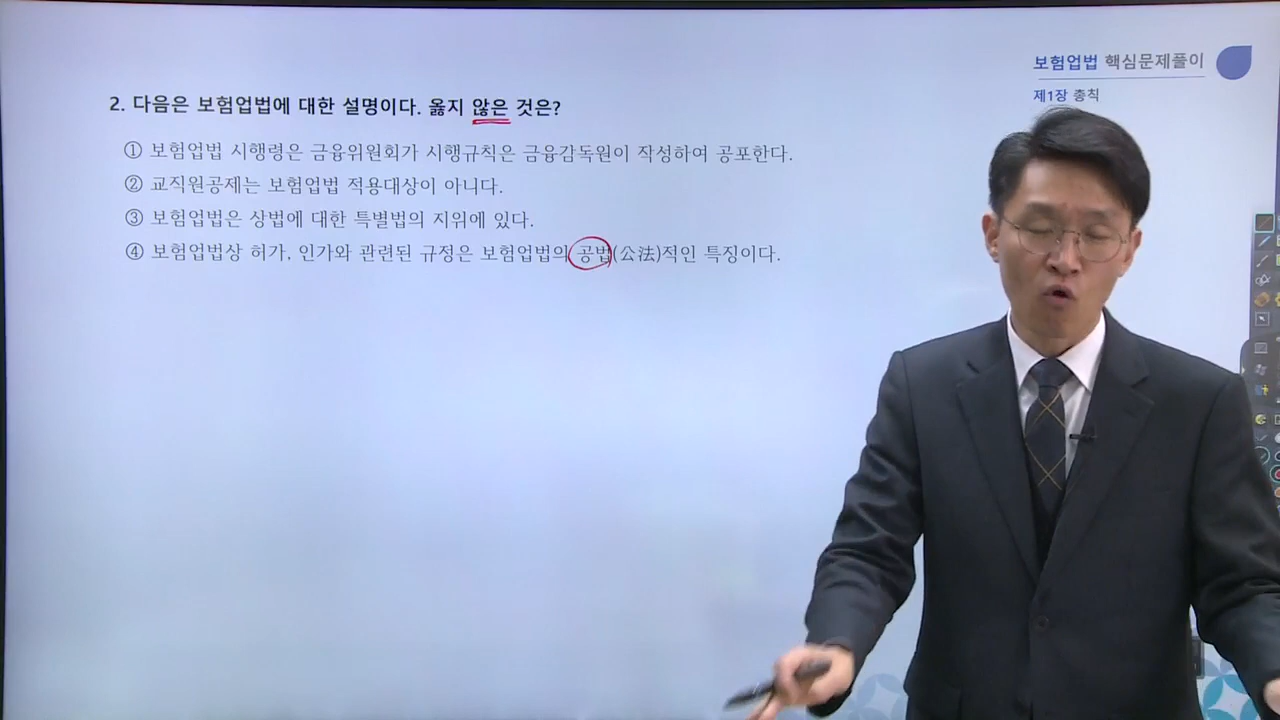 보험업법 핵심문제풀이
제1장 총칙
2. 다음은 보험업법에 대한 설명이다. 옳지 않은 것은?
① 보험업법 시행령은 금융위원회가 시행규칙은 금융감독원이 작성하여 공포한다.
② 교직원공제는 보험업법 적용대상이 아니다.
③ 보험업법은 상법에 대한 특별법의 지위에 있다.
④ 보험업법상 허가, 인가와 관련된 규정은 보험업법의 공법(公法)적인 특징이다.